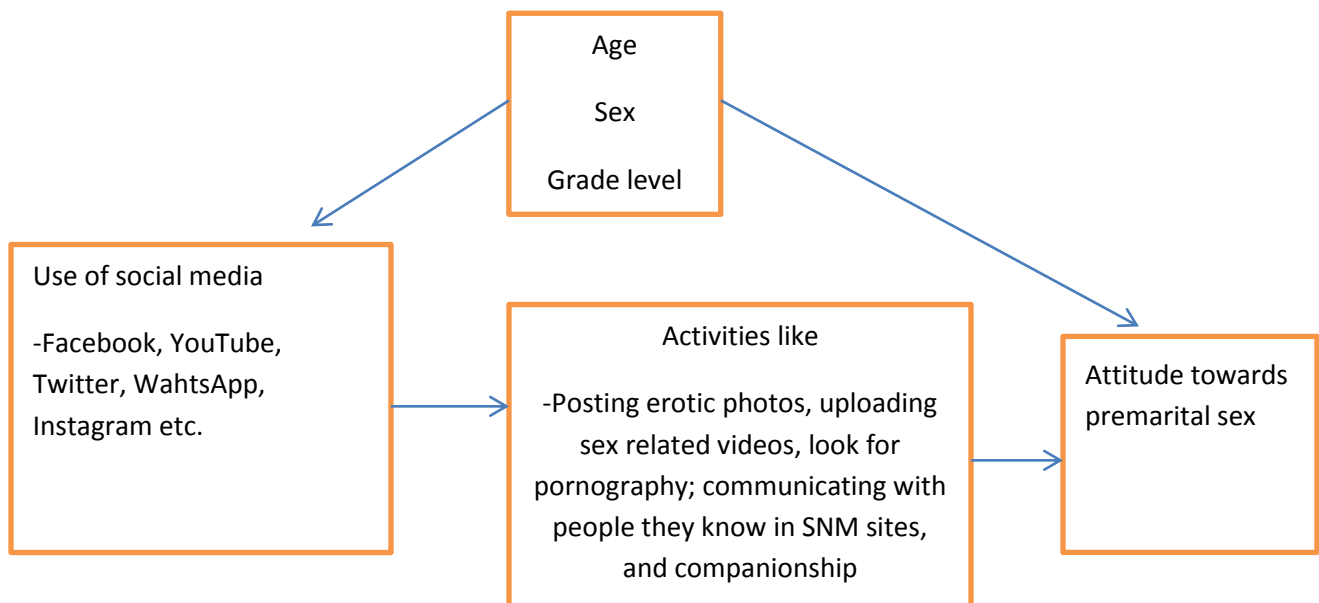 Age
Sex
Grade level
Use of social media
-Facebook, YouTube,
Twitter, WahtsApp,
Instagram etc.
Activities like
-Posting erotic photos, uploading
sex related videos, look for
pornography; communicating with
people they know in SNM sites,
and companionship
Attitude towards
premarital sex